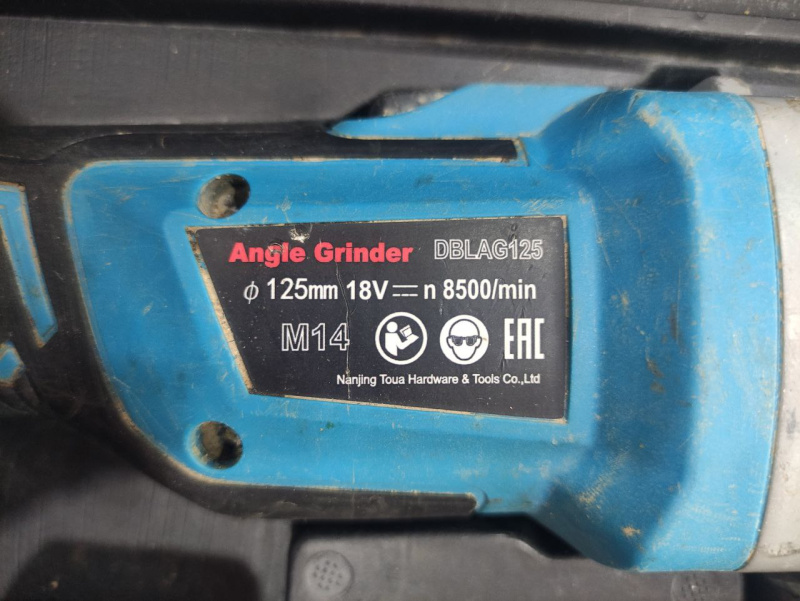 Angle Grinder DBLAG125
ϕ 125mm 18V ⎓ n 8500/min
M14 EAC
Nanjing Toua Hardware & Tools Co.,Ltd